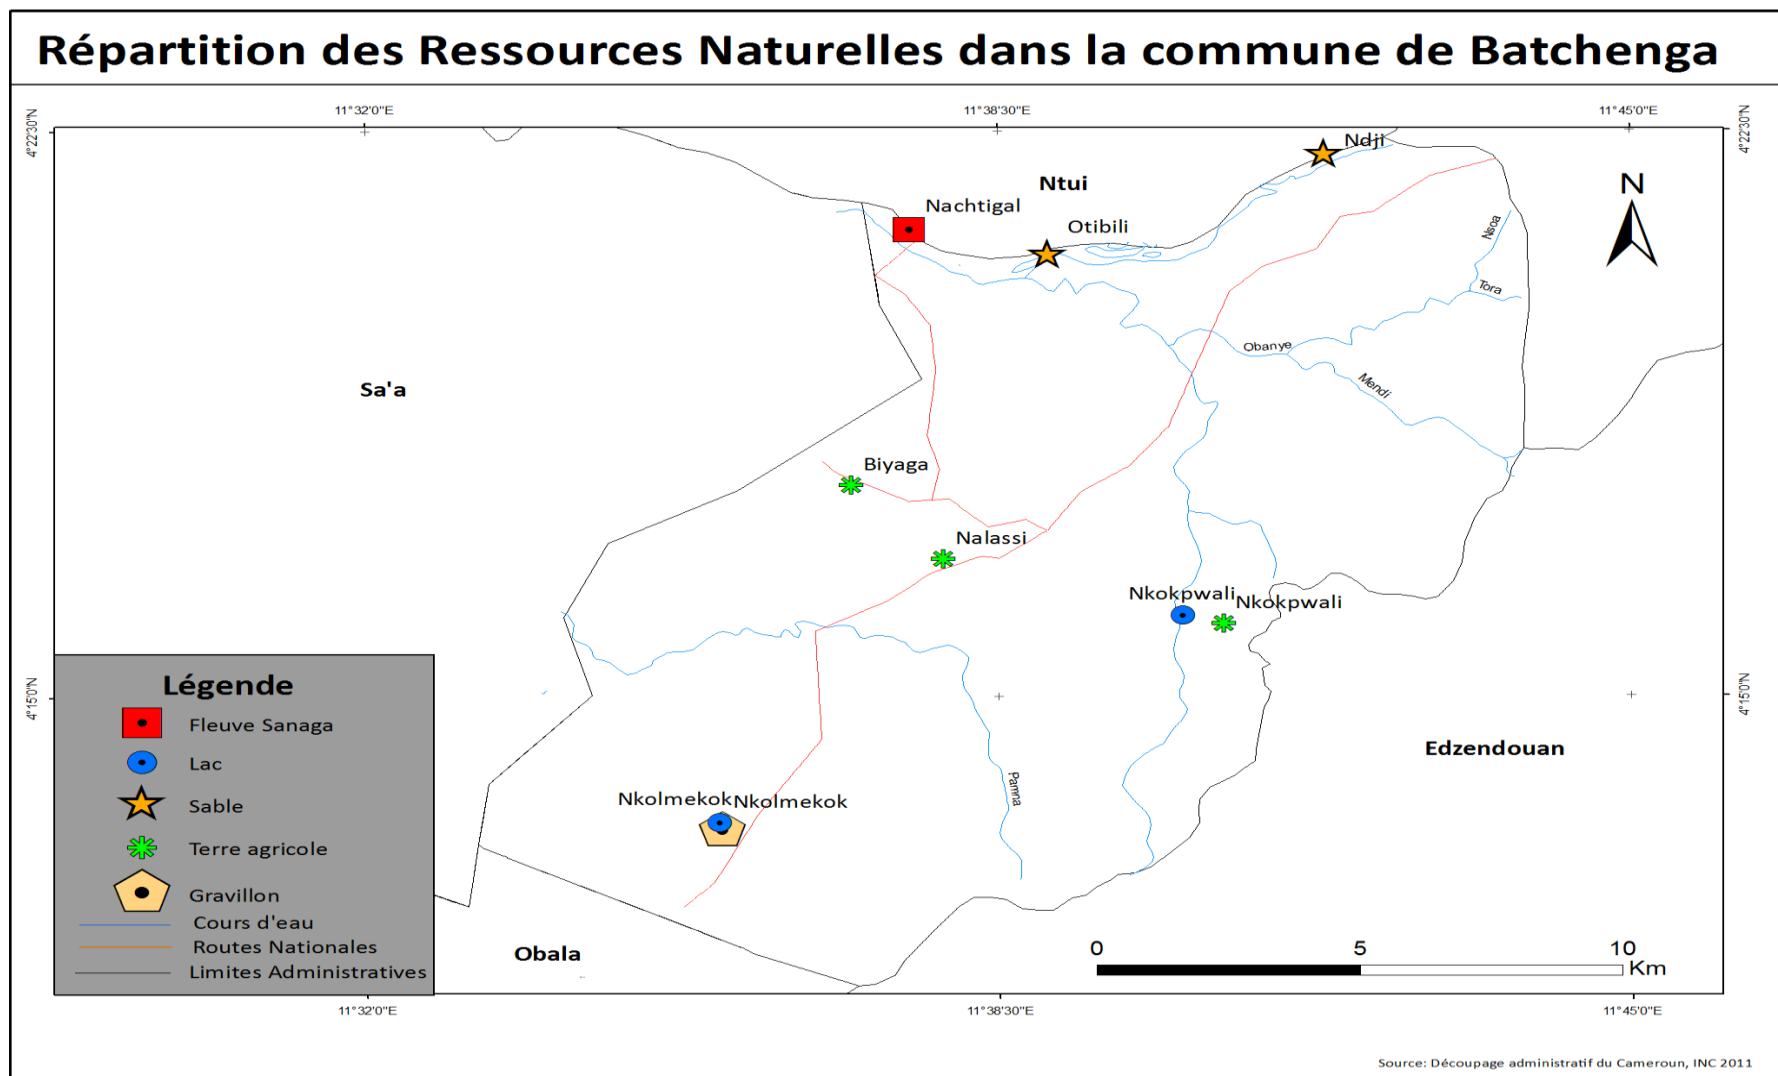 Répartition des Ressources Naturelles dans la commune de Batchenga
11°32'0"E
11°38'30"E
11°45'0"E
4°22'30"N
4°22'30"N
Ndji
Ntui
N
Nachtigal
Otibili
Nsoa
Tora
Obanye
Mendi
Sa'a
Biyaga
Nalassi
Nkokpwali
Nkokpwali
4°15'0"N
4°15'0"N
Légende
Fleuve Sanaga
Lac
Sable
Terre agricole
Gravillon
Cours d'eau
Routes Nationales
Limites Administratives
Edzendouan
Pamna
Nkolmekok
Nkolmekok
Obala
0 5 10
Km
11°32'0"E
11°38'30"E
11°45'0"E
Source: Découpage administratif du Cameroun, INC 2011